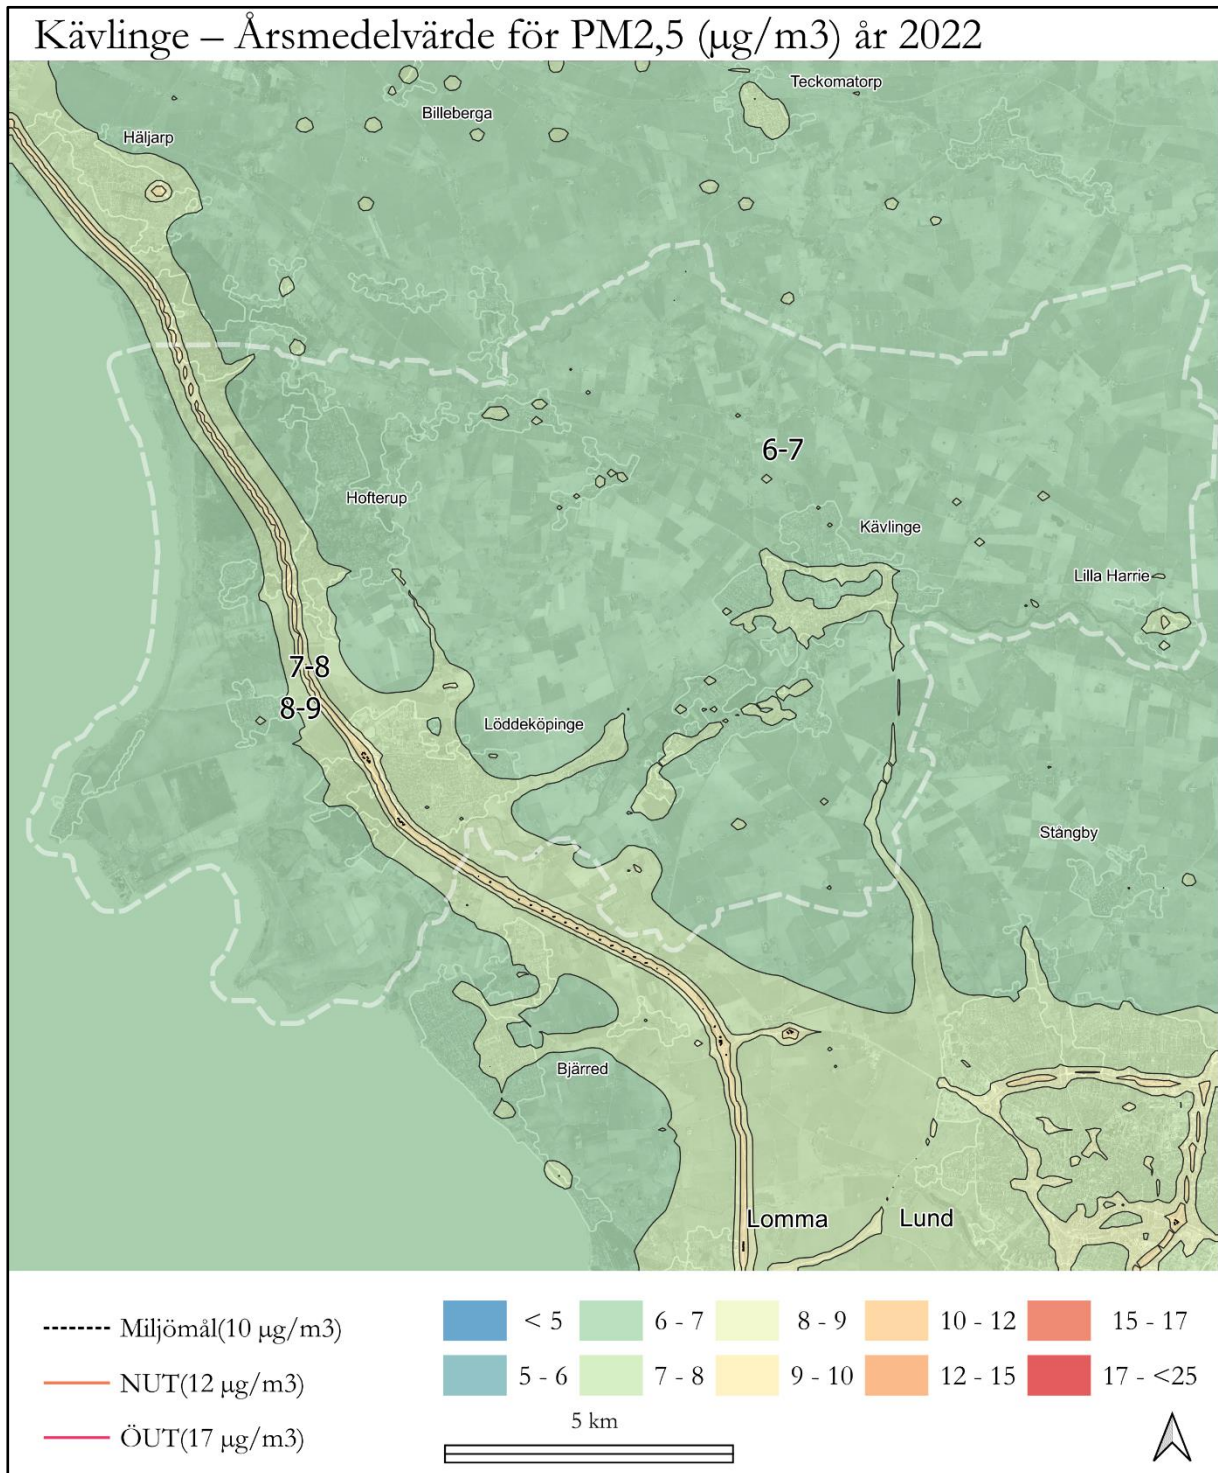 Kävlinge – Årsmedelvärde för PM2,5 (µg/m3) år 2022
Teckomatorp
Billeberga
Häljarp
6-7
Hofterup
Kävlinge
Lilla Harrie
7-8
8-9
Löddeköpinge
Stångby
Bjärred
Lomma
Lund
Miljömål(10 µg/m3)
NUT(12 µg/m3)
ÖUT(17 µg/m3)
< 5
6 - 7
8 - 9
10 - 12
15 - 17
5 - 6
7 - 8
9 - 10
12 - 15
17 - <25
5 km